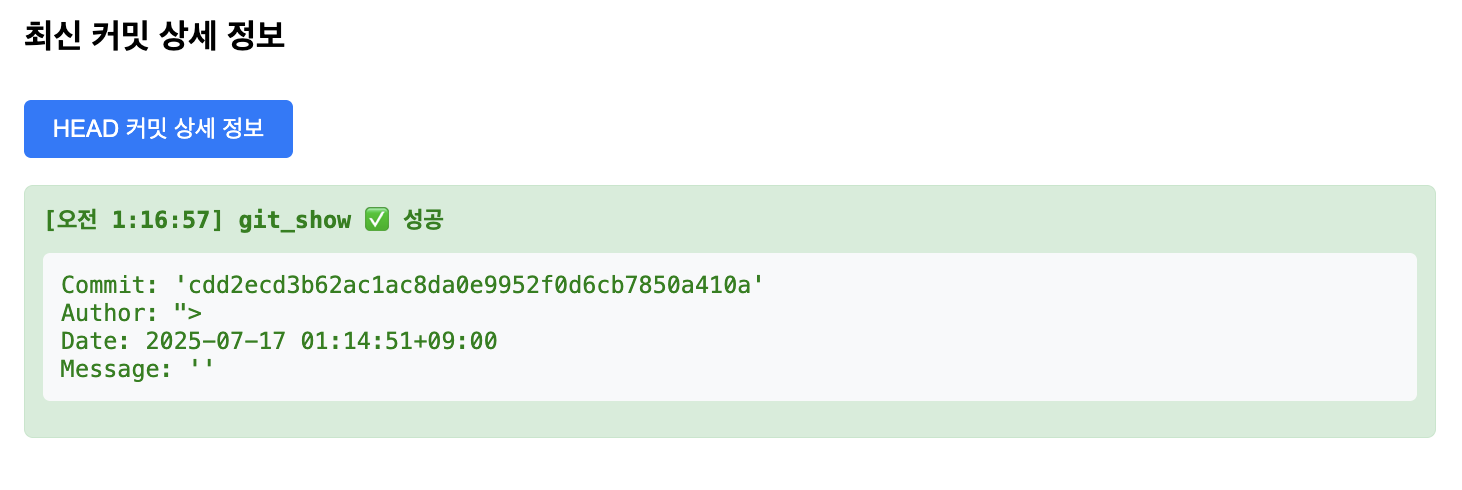 최신 커밋 상세 정보
HEAD 커밋 상세 정보
[오전 1:16:57] git_show ✅ 성공
Commit: 'cdd2ecd3b62ac1ac8da0e9952f0d6cb7850a410a'
Author: ">
Date: 2025-07-17 01:14:51+09:00
Message: ''